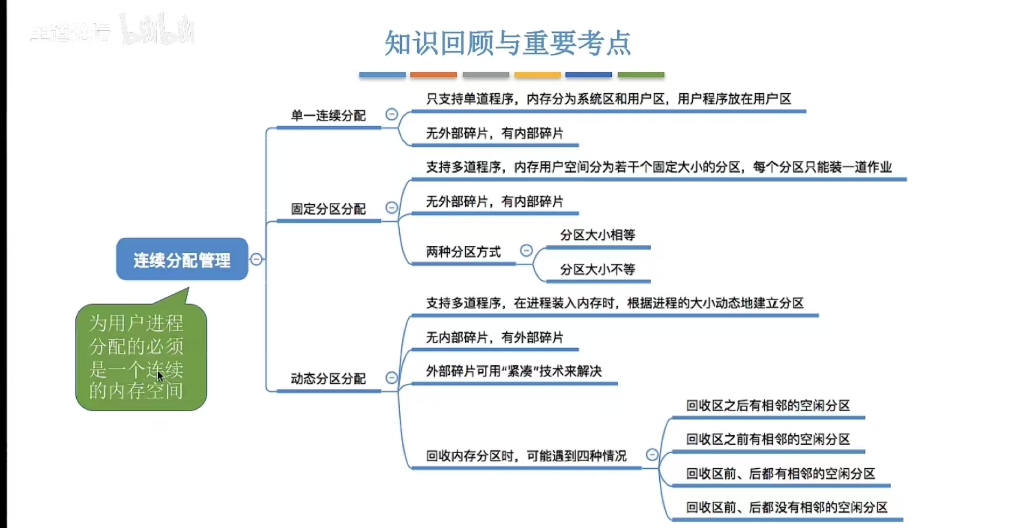 知识回顾与重要考点
单一连续分配
只支持单道程序，内存分为系统区和用户区，用户程序放在用户区
无外部碎片，有内部碎片
固定分区分配
支持多道程序，内存用户空间分为若干个固定大小的分区，每个分区只能装一道作业
无外部碎片，有内部碎片
两种分区方式
分区大小相等
分区大小不等
连续分配管理
为用户进程
分配的必须
是一个连续
的内存空间
动态分区分配
支持多道程序，在进程装入内存时，根据进程的大小动态地建立分区
无内部碎片，有外部碎片
外部碎片可用“紧凑”技术来解决
回收内存分区时，可能遇到四种情况
回收区之后有相邻的空闲分区
回收区之前有相邻的空闲分区
回收区前、后都有相邻的空闲分区
回收区前、后都没有相邻的空闲分区